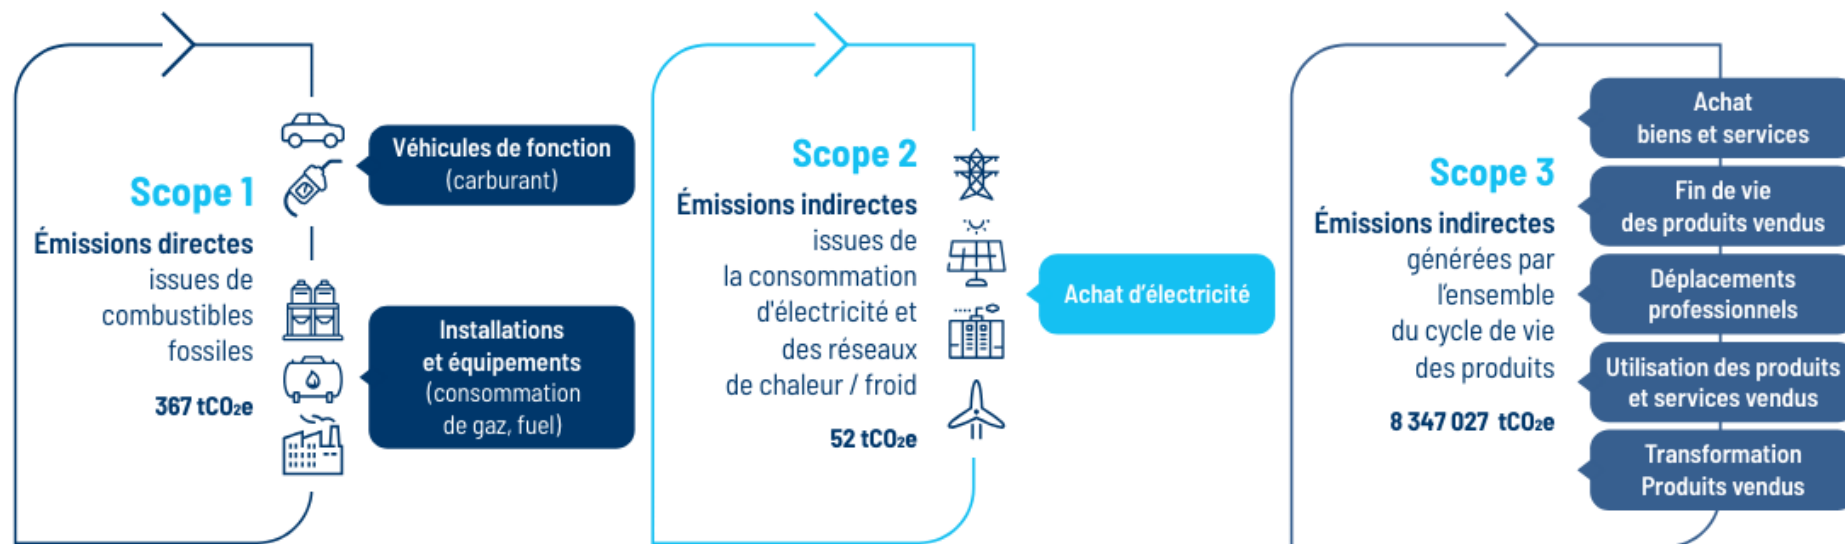 Scope 1
Émissions directes
issues de
combustibles
fossiles
367 tCO₂e
Véhicules de fonction
(carburant)
Installations
et équipements
(consommation
de gaz, fuel)
Scope 2
Émissions indirectes
issues de
la consommation
d'électricité et
des réseaux
de chaleur / froid
52 tCO₂e
Achat d’électricité
Scope 3
Émissions indirectes
générées par
l’ensemble
du cycle de vie
des produits
8 347 027 tCO₂e
Achat
biens et services
Fin de vie
des produits vendus
Déplacements
professionnels
Utilisation des produits
et services vendus
Transformation
Produits vendus